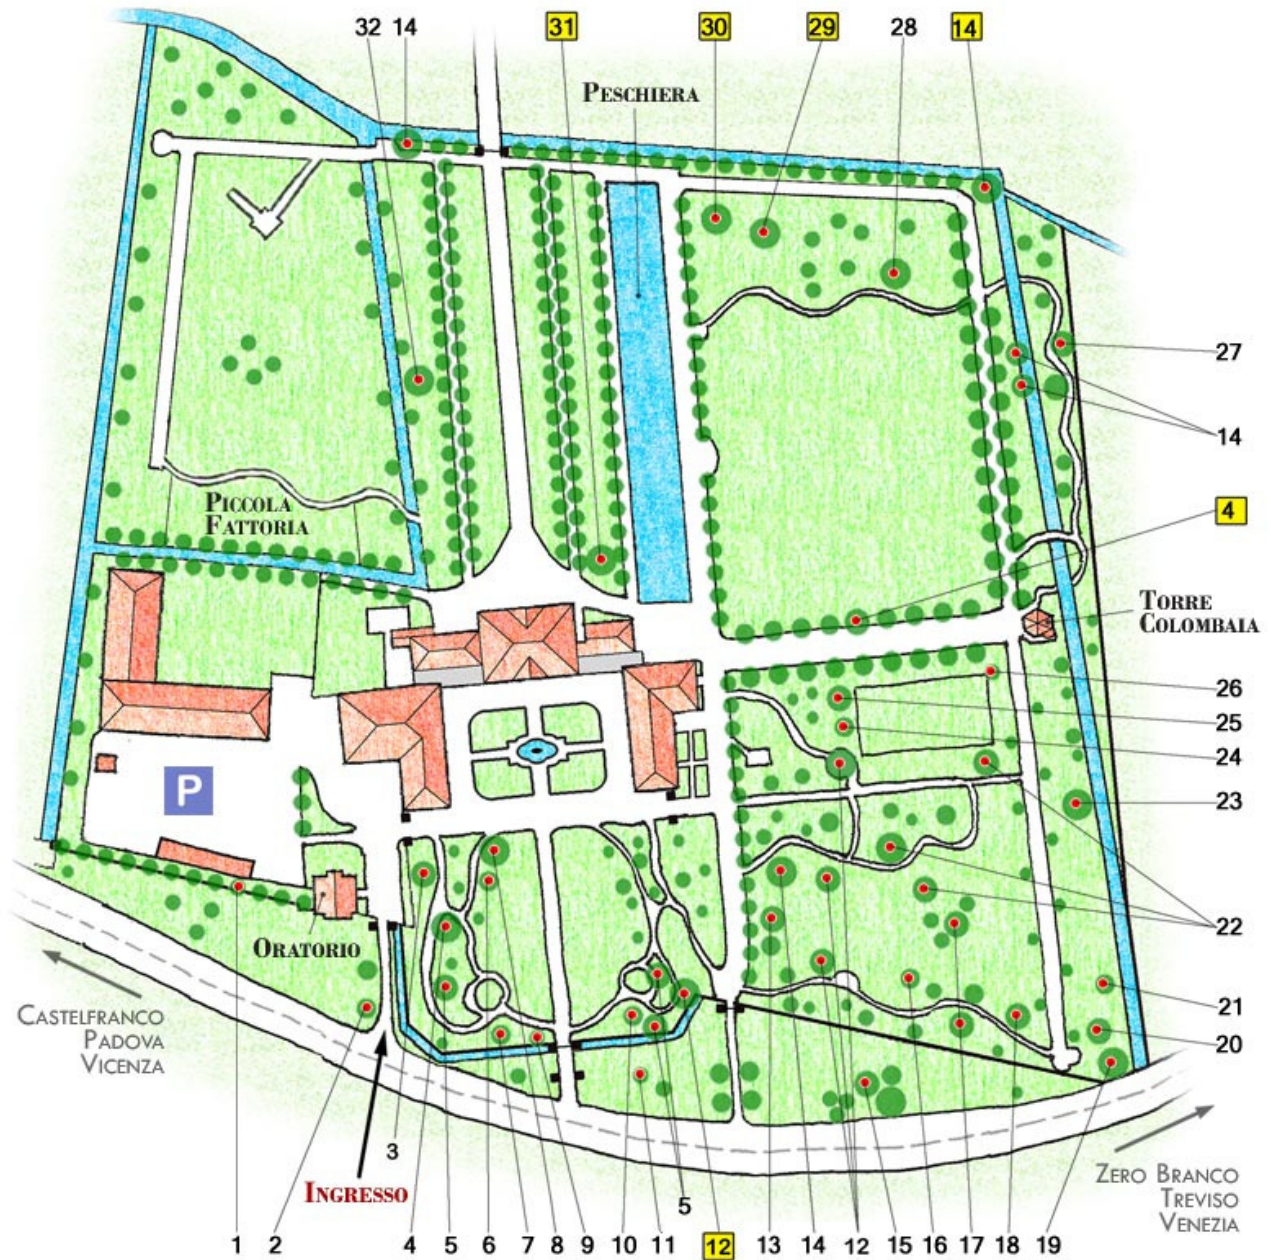 32 14 31 30 29 28 14
PESCHIERA
27
14
4
PICCOLA
FATTORIA
TORRE
COLOMBAIA
26
25
24
P
23
22
ORATORIO
21
CASTELFRANCO
PADOVA
VICENZA
20
3
INGRESSO
5
ZERO BRANCO
TREVISO
VENEZIA
1 2 4 5 6 7 8 9 10 11 12 13 14 12 15 16 17 18 19